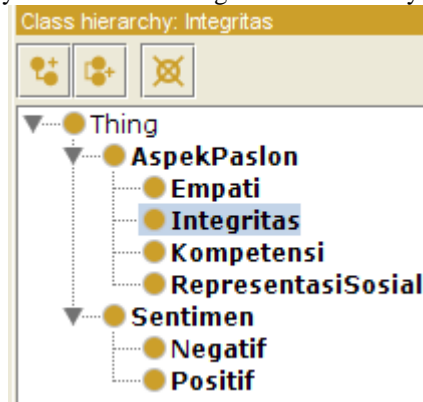 Class hierarchy: Integritas
Thing
AspekPaslon
Empati
Integritas
Kompetensi
RepresentasiSosial
Sentimen
Negatif
Positif